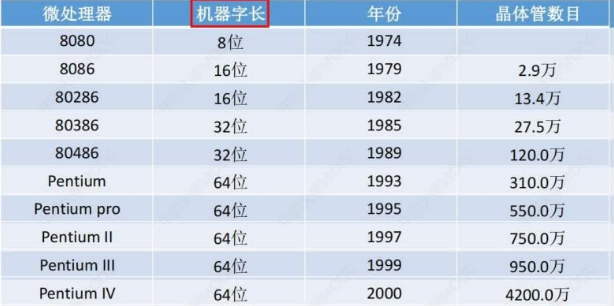 微处理器 机器字长 年份 晶体管数目
8080 8位 1974
8086 16位 1979 2.9万
80286 16位 1982 13.4万
80386 32位 1985 27.5万
80486 32位 1989 120.0万
Pentium 64位 1993 310.0万
Pentium pro 64位 1995 550.0万
Pentium II 64位 1997 750.0万
Pentium III 64位 1999 950.0万
Pentium IV 64位 2000 4200.0万